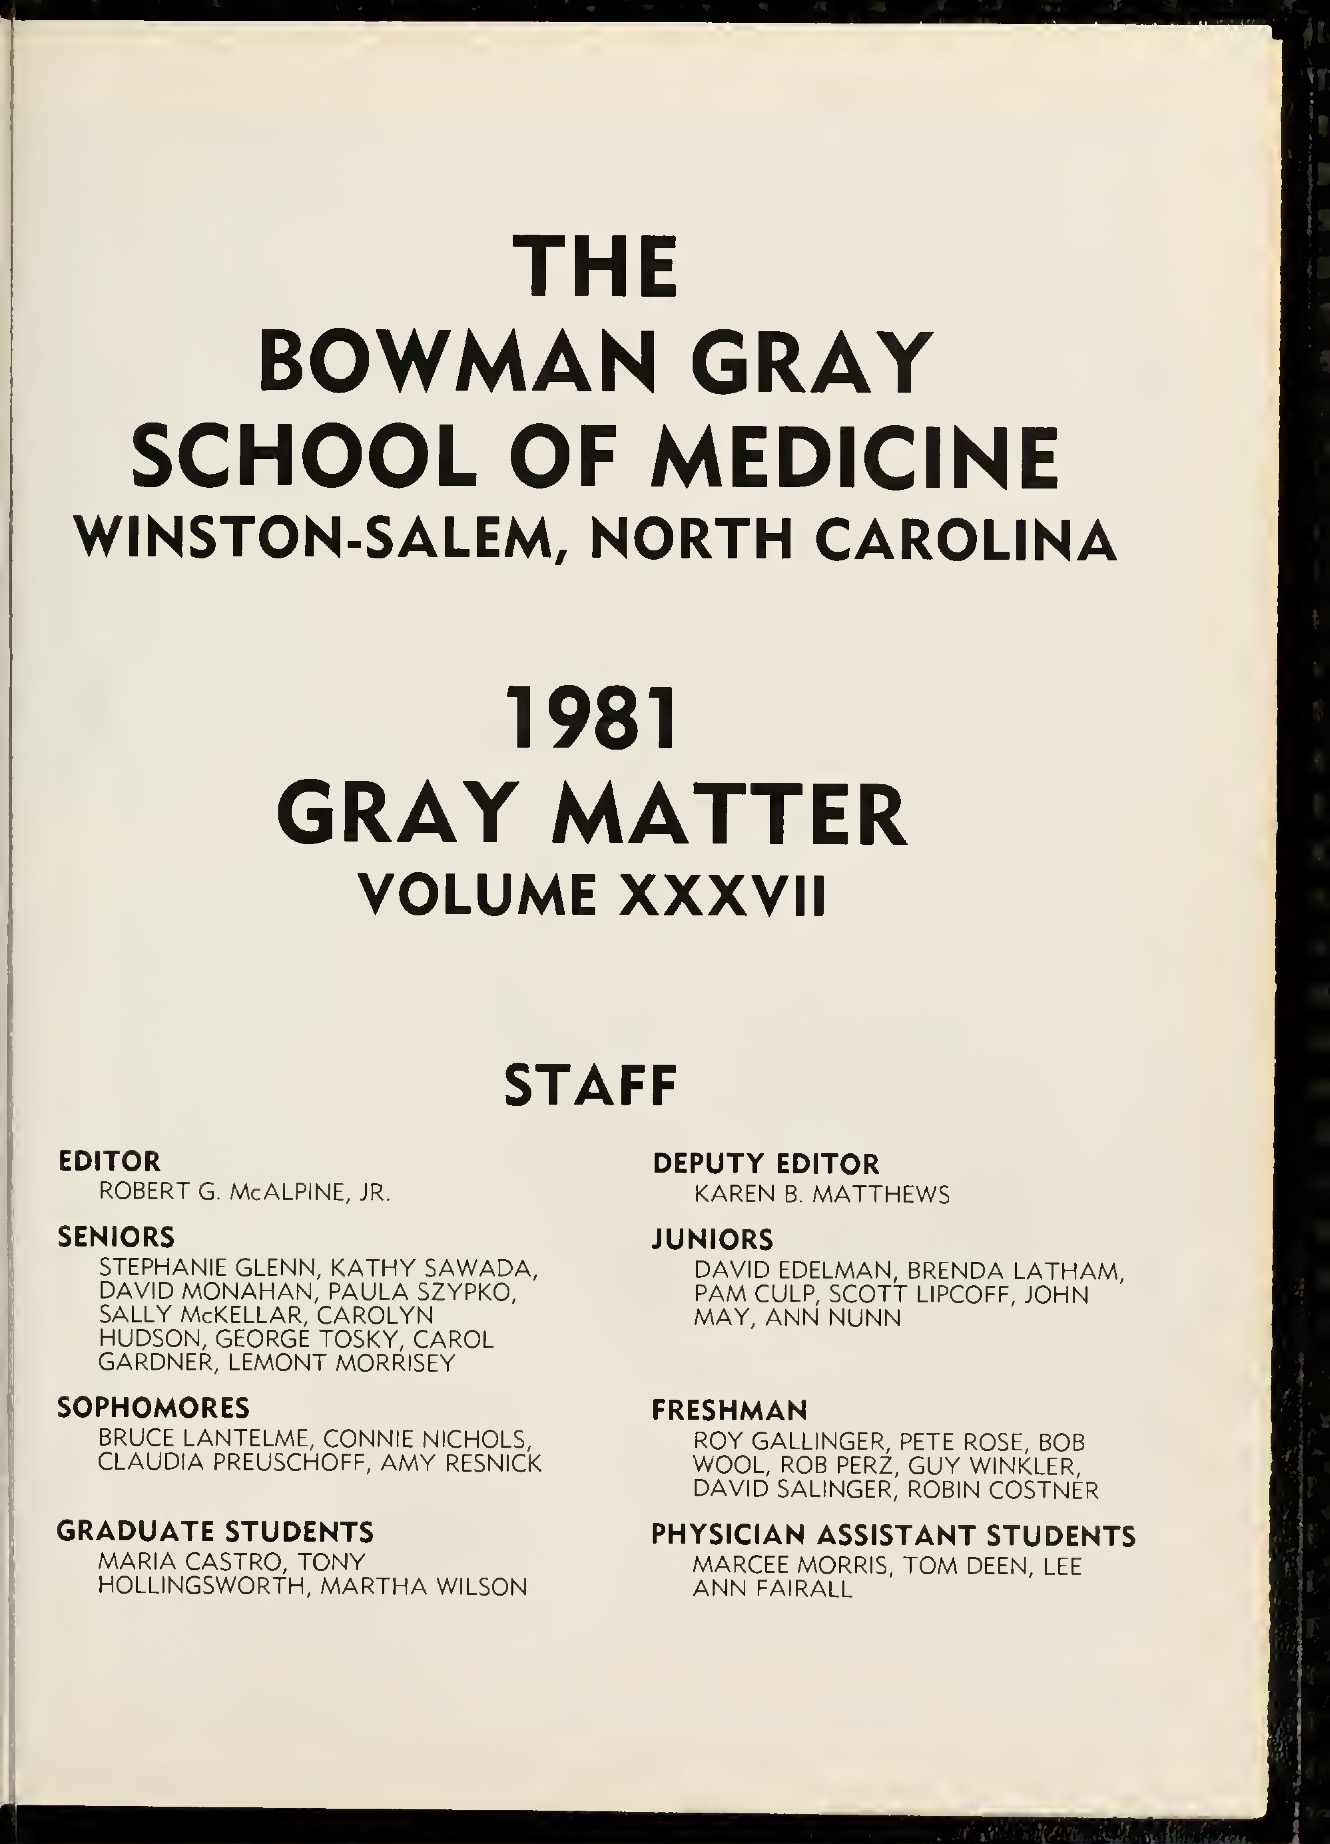 THE
BOWMAN GRAY
SCHOOL OF MEDICINE
WINSTON-SALEM, NORTH CAROLINA
1981
GRAY MATTER
VOLUME XXXVII
STAFF
EDITOR
ROBERT G. McALPINE, JR.
DEPUTY EDITOR
KAREN B. MATTHEWS
SENIORS
STEPHANIE GLENN, KATHY SAWADA,
DAVID MONAHAN, PAULA SZYPKO,
SALLY McKELLAR, CAROLYN
HUDSON, GEORGE TOSKY, CAROL
GARDNER, LEMONT MORRISEY
JUNIORS
DAVID EDELMAN, BRENDA LATHAM,
PAM CULP, SCOTT LIPCOFF, JOHN
MAY, ANN NUNN
SOPHOMORES
BRUCE LANTELME, CONNIE NICHOLS,
CLAUDIA PREUSCHOFF, AMY RESNICK
FRESHMAN
ROY GALLINGER, PETE ROSE, BOB
WOOL, ROB PERZ, GUY WINKLER,
DAVID SALINGER, ROBIN COSTNER
GRADUATE STUDENTS
MARIA CASTRO, TONY
HOLLINGSWORTH, MARTHA WILSON
PHYSICIAN ASSISTANT STUDENTS
MARCEE MORRIS, TOM DEEN, LEE
ANN FAIRALL